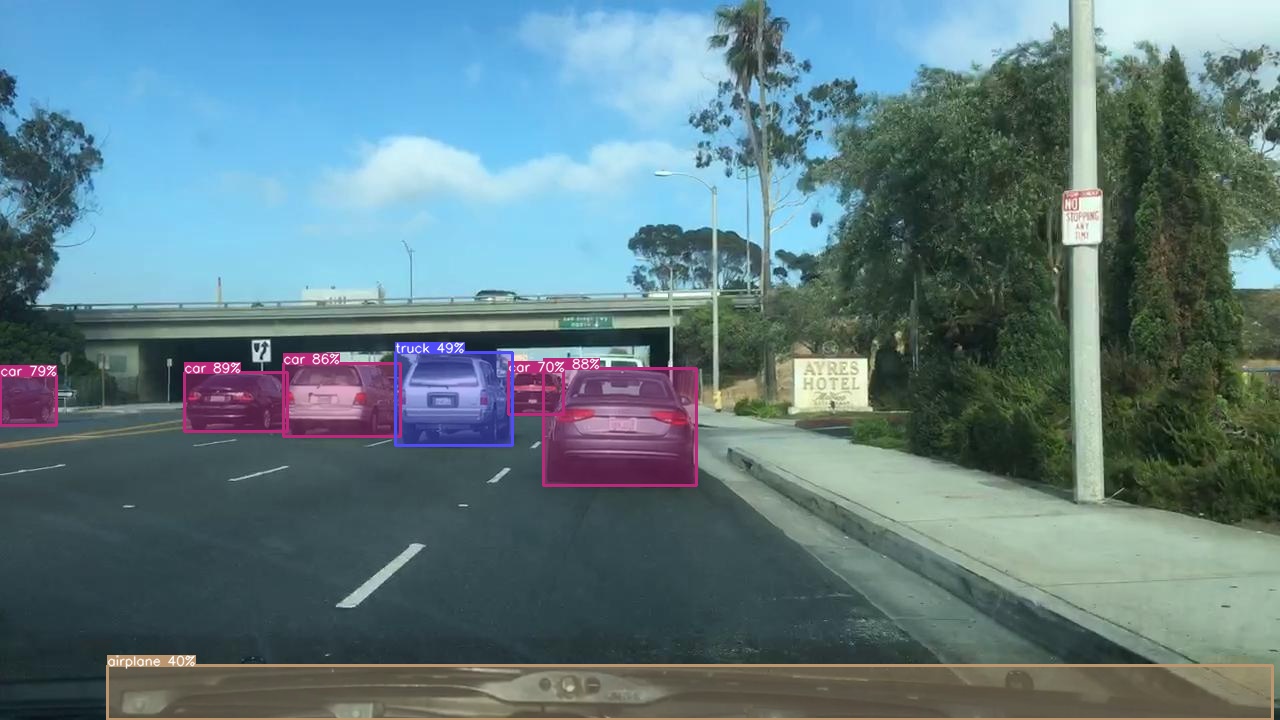 NO
STOPPING
ANY
TIME
NORTH
truck 49%
car 86%
car 89%
car 79%
car 70%
88%
AYRES
HOTEL
airplane 40%